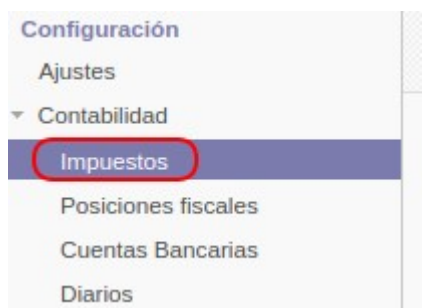 Configuración
Ajustes
Contabilidad
Impuestos
Posiciones fiscales
Cuentas Bancarias
Diarios